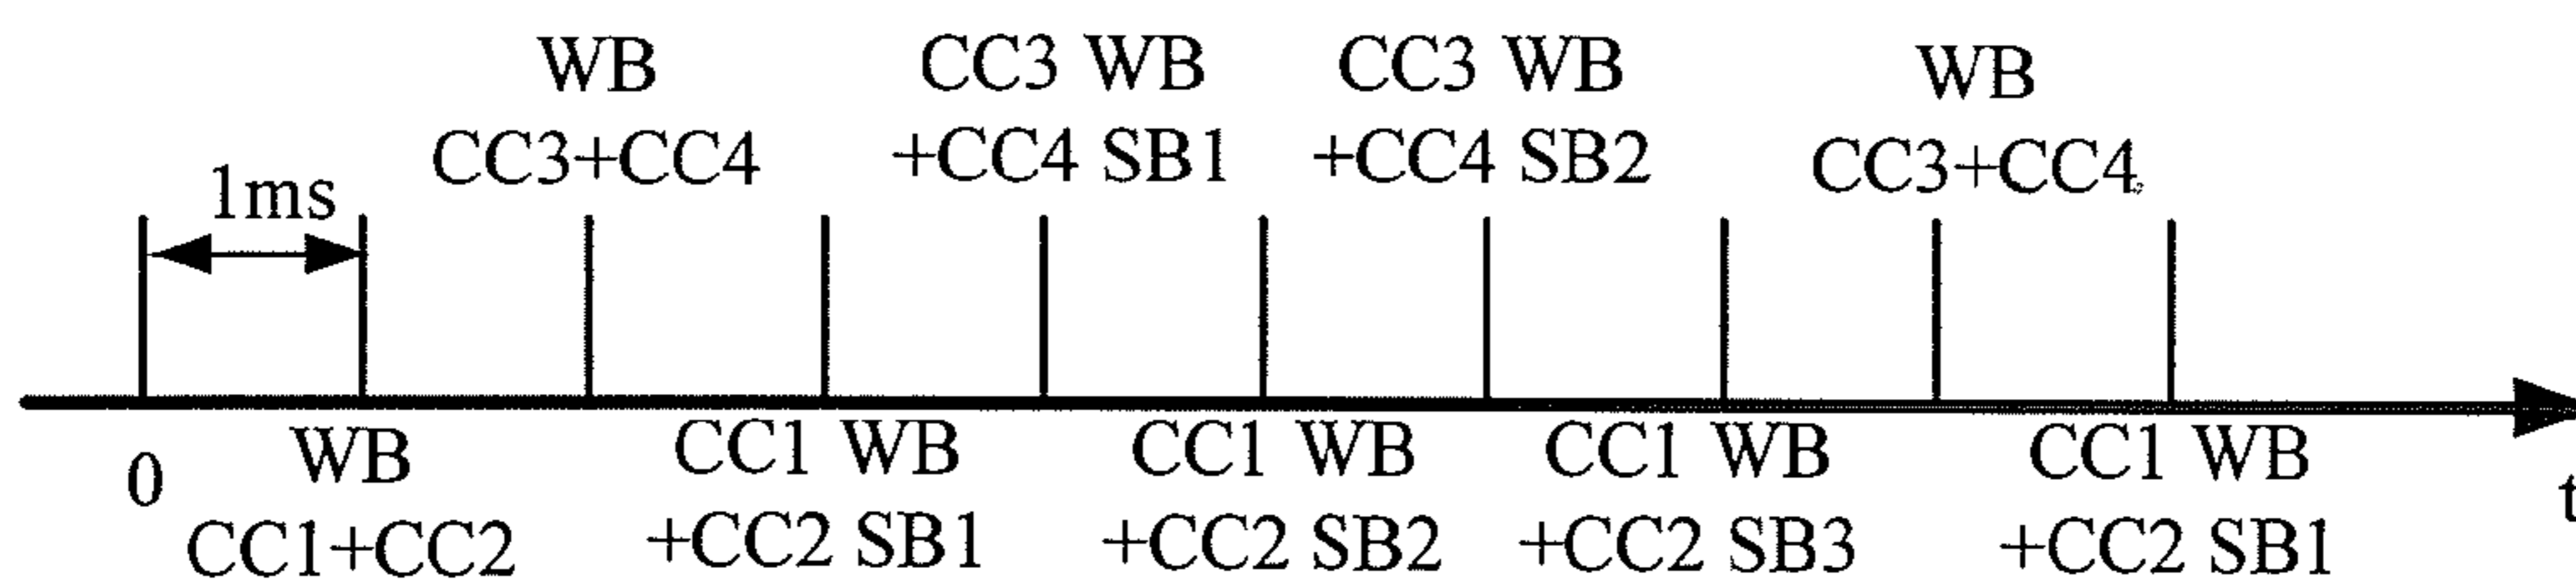 WB
CC3+CC4
CC3 WB
+CC4 SB1
CC3 WB
+CC4 SB2
WB
CC3+CC4
1ms
0
WB
CC1+CC2
CC1 WB
+CC2 SB1
CC1 WB
+CC2 SB2
CC1 WB
+CC2 SB3
CC1 WB
+CC2 SB1
t